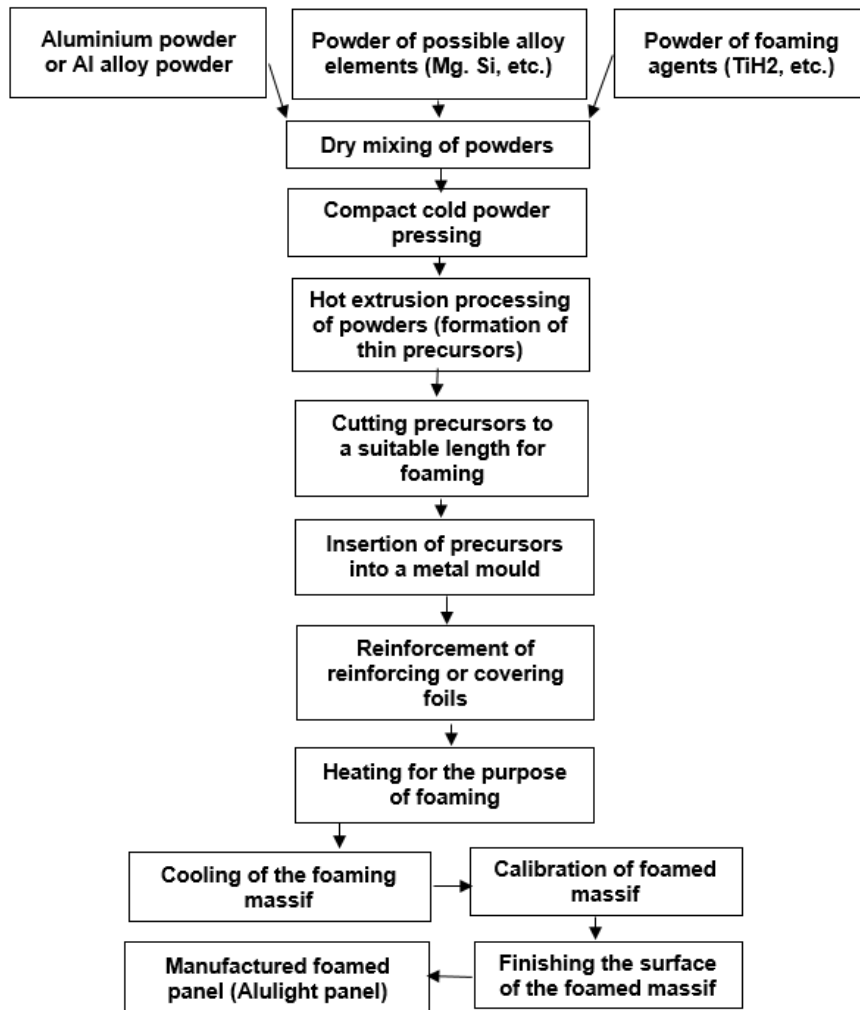 Aluminium powder
or Al alloy powder
Powder of possible alloy
elements (Mg. Si, etc.)
Powder of foaming
agents (TiH2, etc.)
Dry mixing of powders
Compact cold powder
pressing
Hot extrusion processing
of powders (formation of
thin precursors)
Cutting precursors to
a suitable length for
foaming
Insertion of precursors
into a metal mould
Reinforcement of
reinforcing or covering
foils
Heating for the purpose
of foaming
Cooling of the foaming
massif
Calibration of foamed
massif
Finishing the surface
of the foamed massif
Manufactured foamed
panel (Alulight panel)